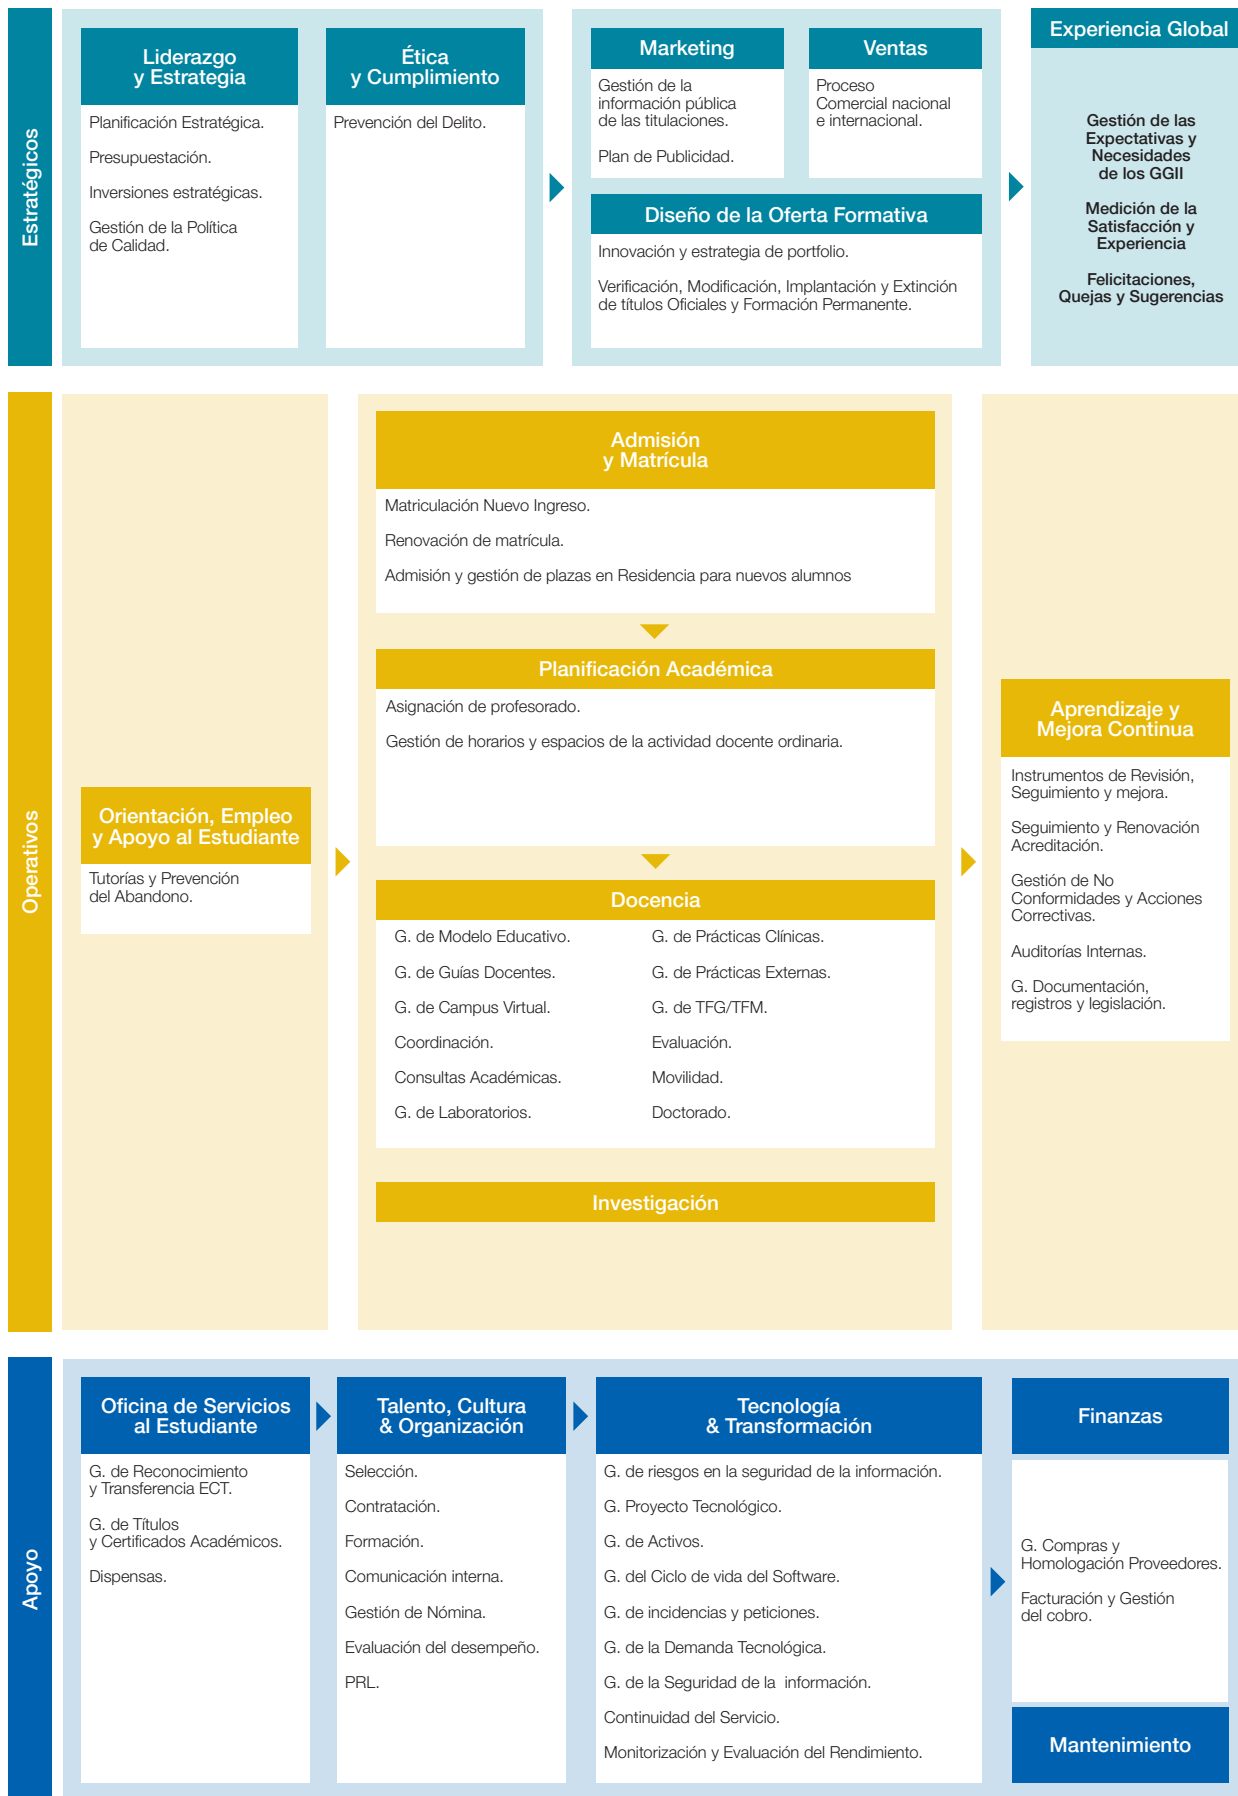 Estratégicos
Liderazgo
y Estrategia
Planificación Estratégica.
Presupuestación.
Inversiones estratégicas.
Gestión de la Política
de Calidad.
Ética
y Cumplimiento
Prevención del Delito.
Marketing
Gestión de la
información pública
de las titulaciones.
Plan de Publicidad.
Ventas
Proceso
Comercial nacional
e internacional.
Diseño de la Oferta Formativa
Innovación y estrategia de portfolio.
Verificación, Modificación, Implantación y Extinción
de títulos Oficiales y Formación Permanente.
Experiencia Global
Gestión de las
Expectativas y
Necesidades
de los GGII
Medición de la
Satisfacción y
Experiencia
Felicitaciones,
Quejas y Sugerencias
Operativos
Orientación, Empleo
y Apoyo al Estudiante
Tutorías y Prevención
del Abandono.
Admisión
y Matrícula
Matriculación Nuevo Ingreso.
Renovación de matrícula.
Admisión y gestión de plazas en Residencia para nuevos alumnos
Planificación Académica
Asignación de profesorado.
Gestión de horarios y espacios de la actividad docente ordinaria.
Docencia
G. de Modelo Educativo.
G. de Guías Docentes.
G. de Campus Virtual.
Coordinación.
Consultas Académicas.
G. de Laboratorios.
G. de Prácticas Clínicas.
G. de Prácticas Externas.
G. de TFG/TFM.
Evaluación.
Movilidad.
Doctorado.
Investigación
Aprendizaje y
Mejora Continua
Instrumentos de Revisión,
Seguimiento y mejora.
Seguimiento y Renovación
Acreditación.
Gestión de No
Conformidades y Acciones
Correctivas.
Auditorías Internas.
G. Documentación,
registros y legislación.
Apoyo
Oficina de Servicios
al Estudiante
G. de Reconocimiento
y Transferencia ECT.
G. de Títulos
y Certificados Académicos.
Dispensas.
Talento, Cultura
& Organización
Selección.
Contratación.
Formación.
Comunicación interna.
Gestión de Nómina.
Evaluación del desempeño.
PRL.
Tecnología
& Transformación
G. de riesgos en la seguridad de la información.
G. Proyecto Tecnológico.
G. de Activos.
G. del Ciclo de vida del Software.
G. de incidencias y peticiones.
G. de la Demanda Tecnológica.
G. de la Seguridad de la información.
Continuidad del Servicio.
Monitorización y Evaluación del Rendimiento.
Finanzas
G. Compras y
Homologación Proveedores.
Facturación y Gestión
del cobro.
Mantenimiento